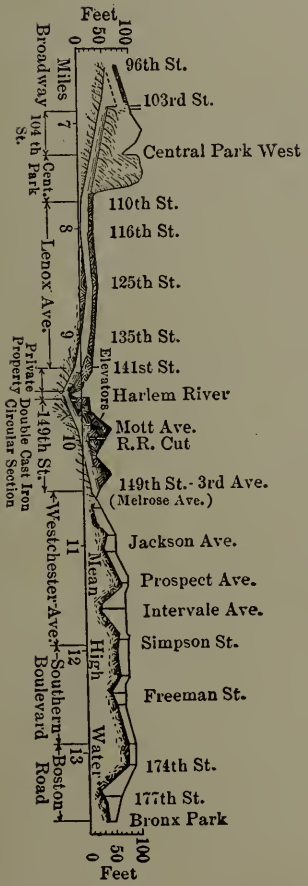 Feet
0 50 100
96th St.
103rd St.
Central Park West
110th St.
116th St.
125th St.
135th St.
141st St.
Harlem River
Mott Ave.
R.R. Cut
149th St.- 3rd Ave.
(Melrose Ave.)
Jackson Ave.
Prospect Ave.
Intervale Ave.
Simpson St.
Freeman St.
174th St.
177th St.
Bronx Park
Elevators
Mean High Water
Miles 7 8 9 10 11 12 13
Broadway
104th St.
Cent. Park
Lenox Ave.
Private Property
Double Cast Iron Circular Section
149th St.
Westchester Ave.
Southern Boulevard
Boston Road
0 50 100
Feet